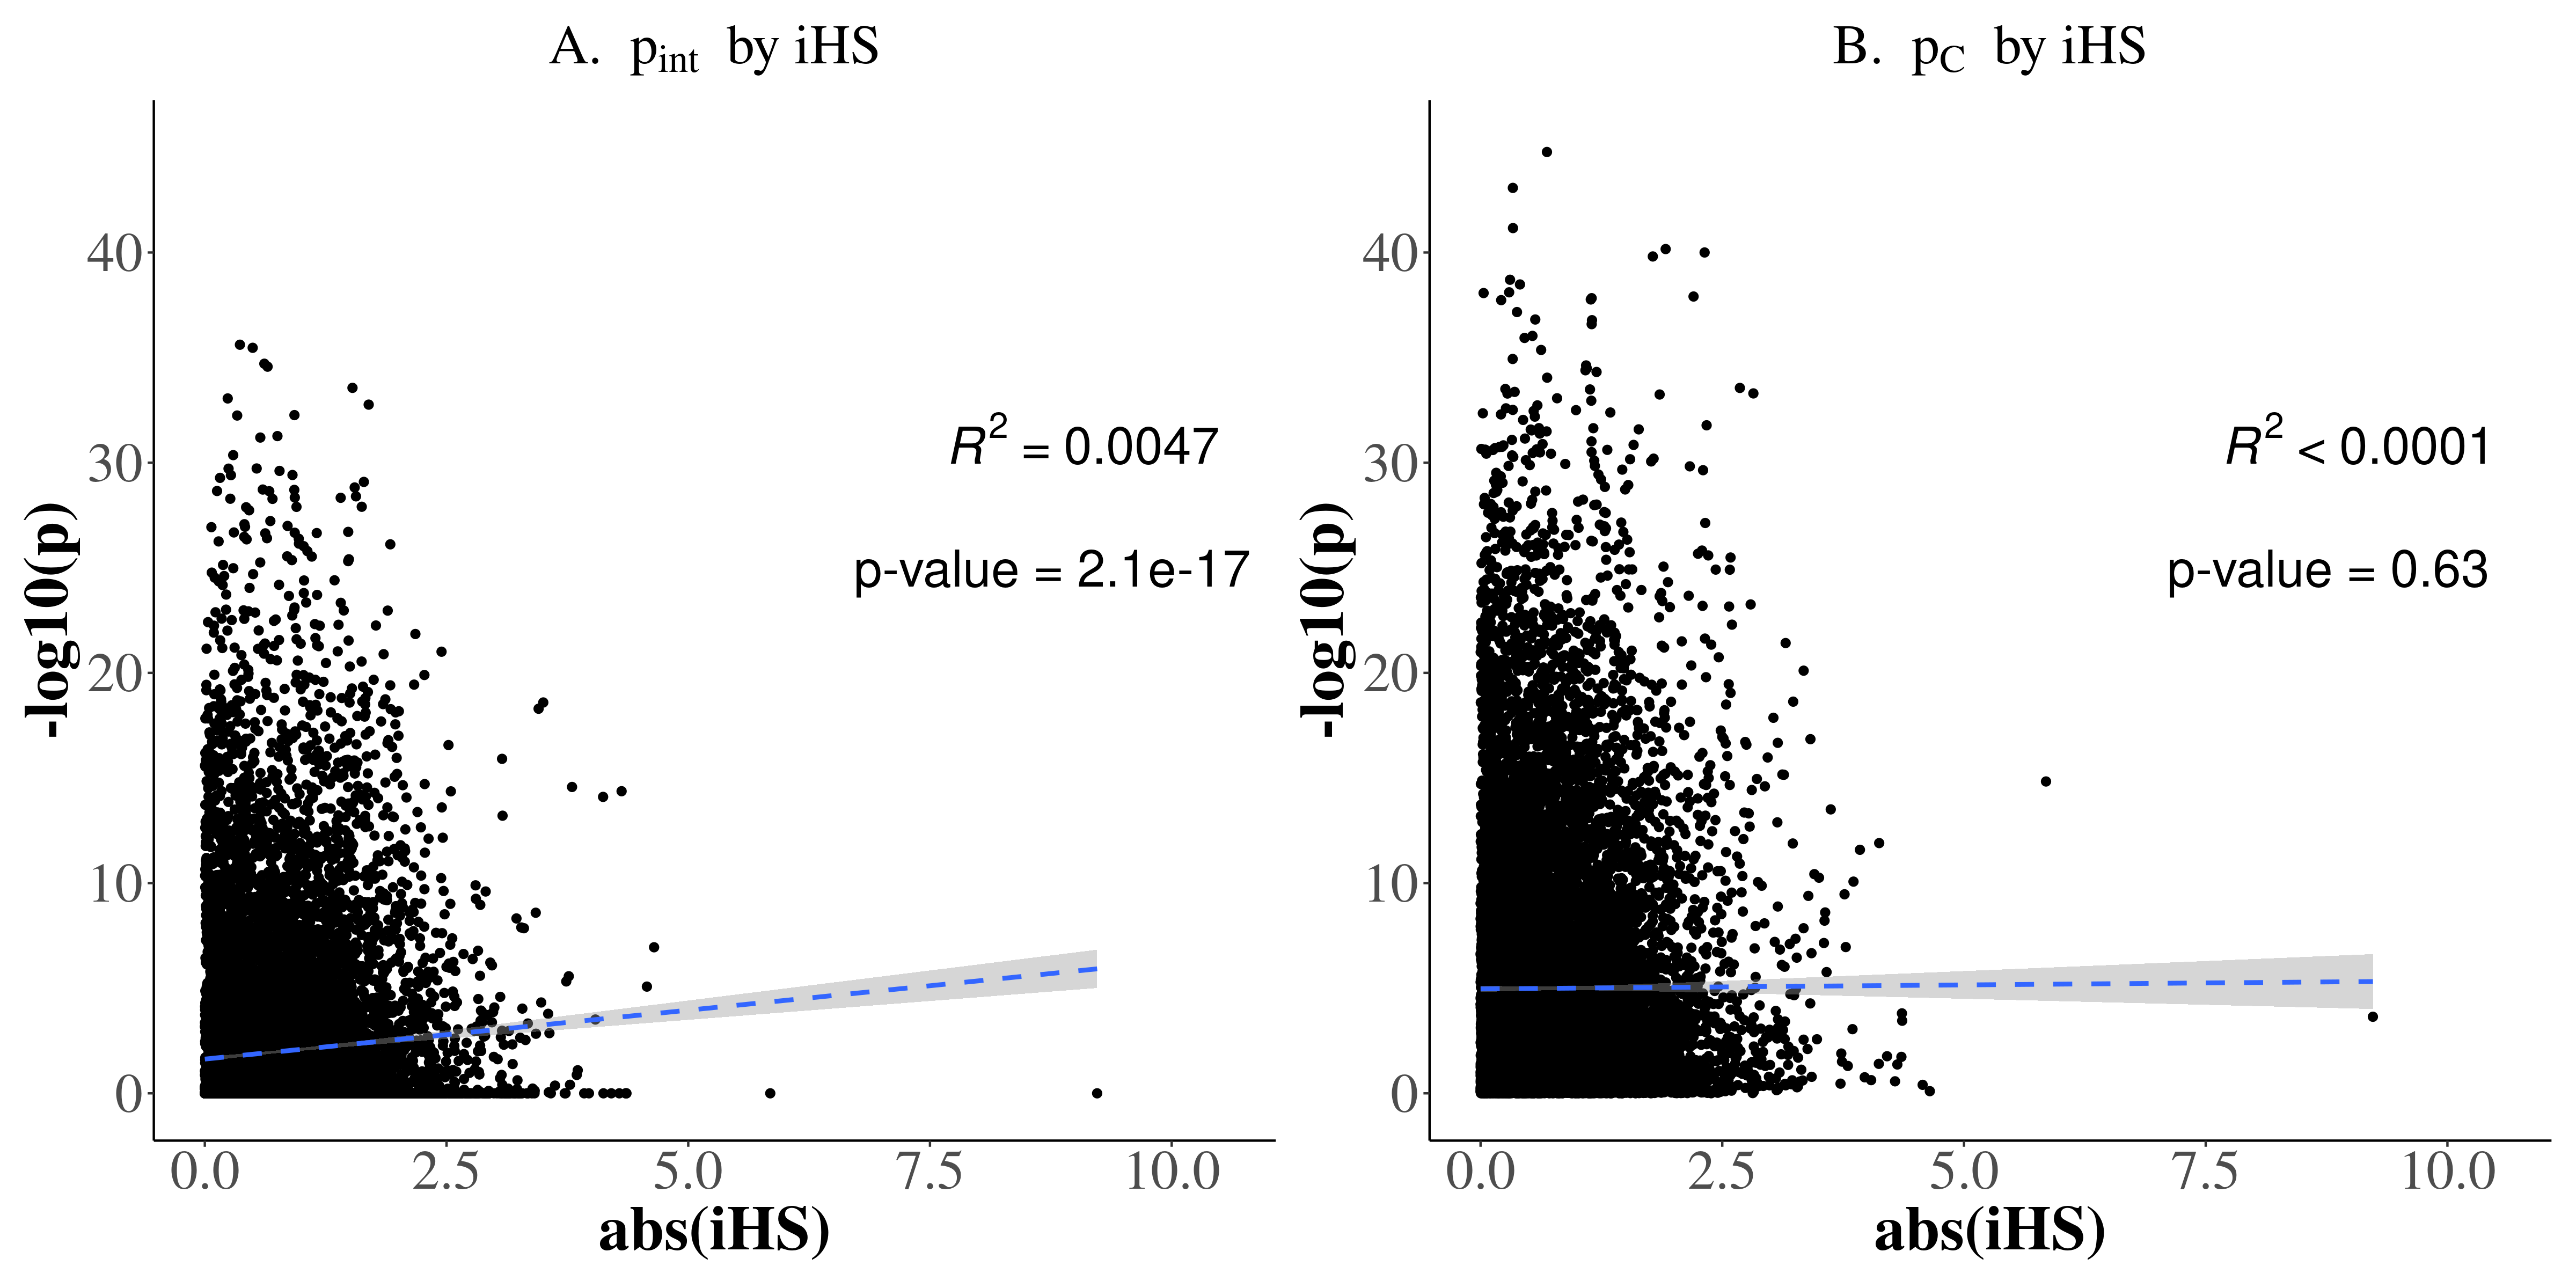 A. p_int by iHS
-log10(p)
40
30
20
10
0
R² = 0.0047
p-value = 2.1e-17
0.0 2.5 5.0 7.5 10.0
abs(iHS)
B. p_C by iHS
-log10(p)
40
30
20
10
0
R² < 0.0001
p-value = 0.63
0.0 2.5 5.0 7.5 10.0
abs(iHS)